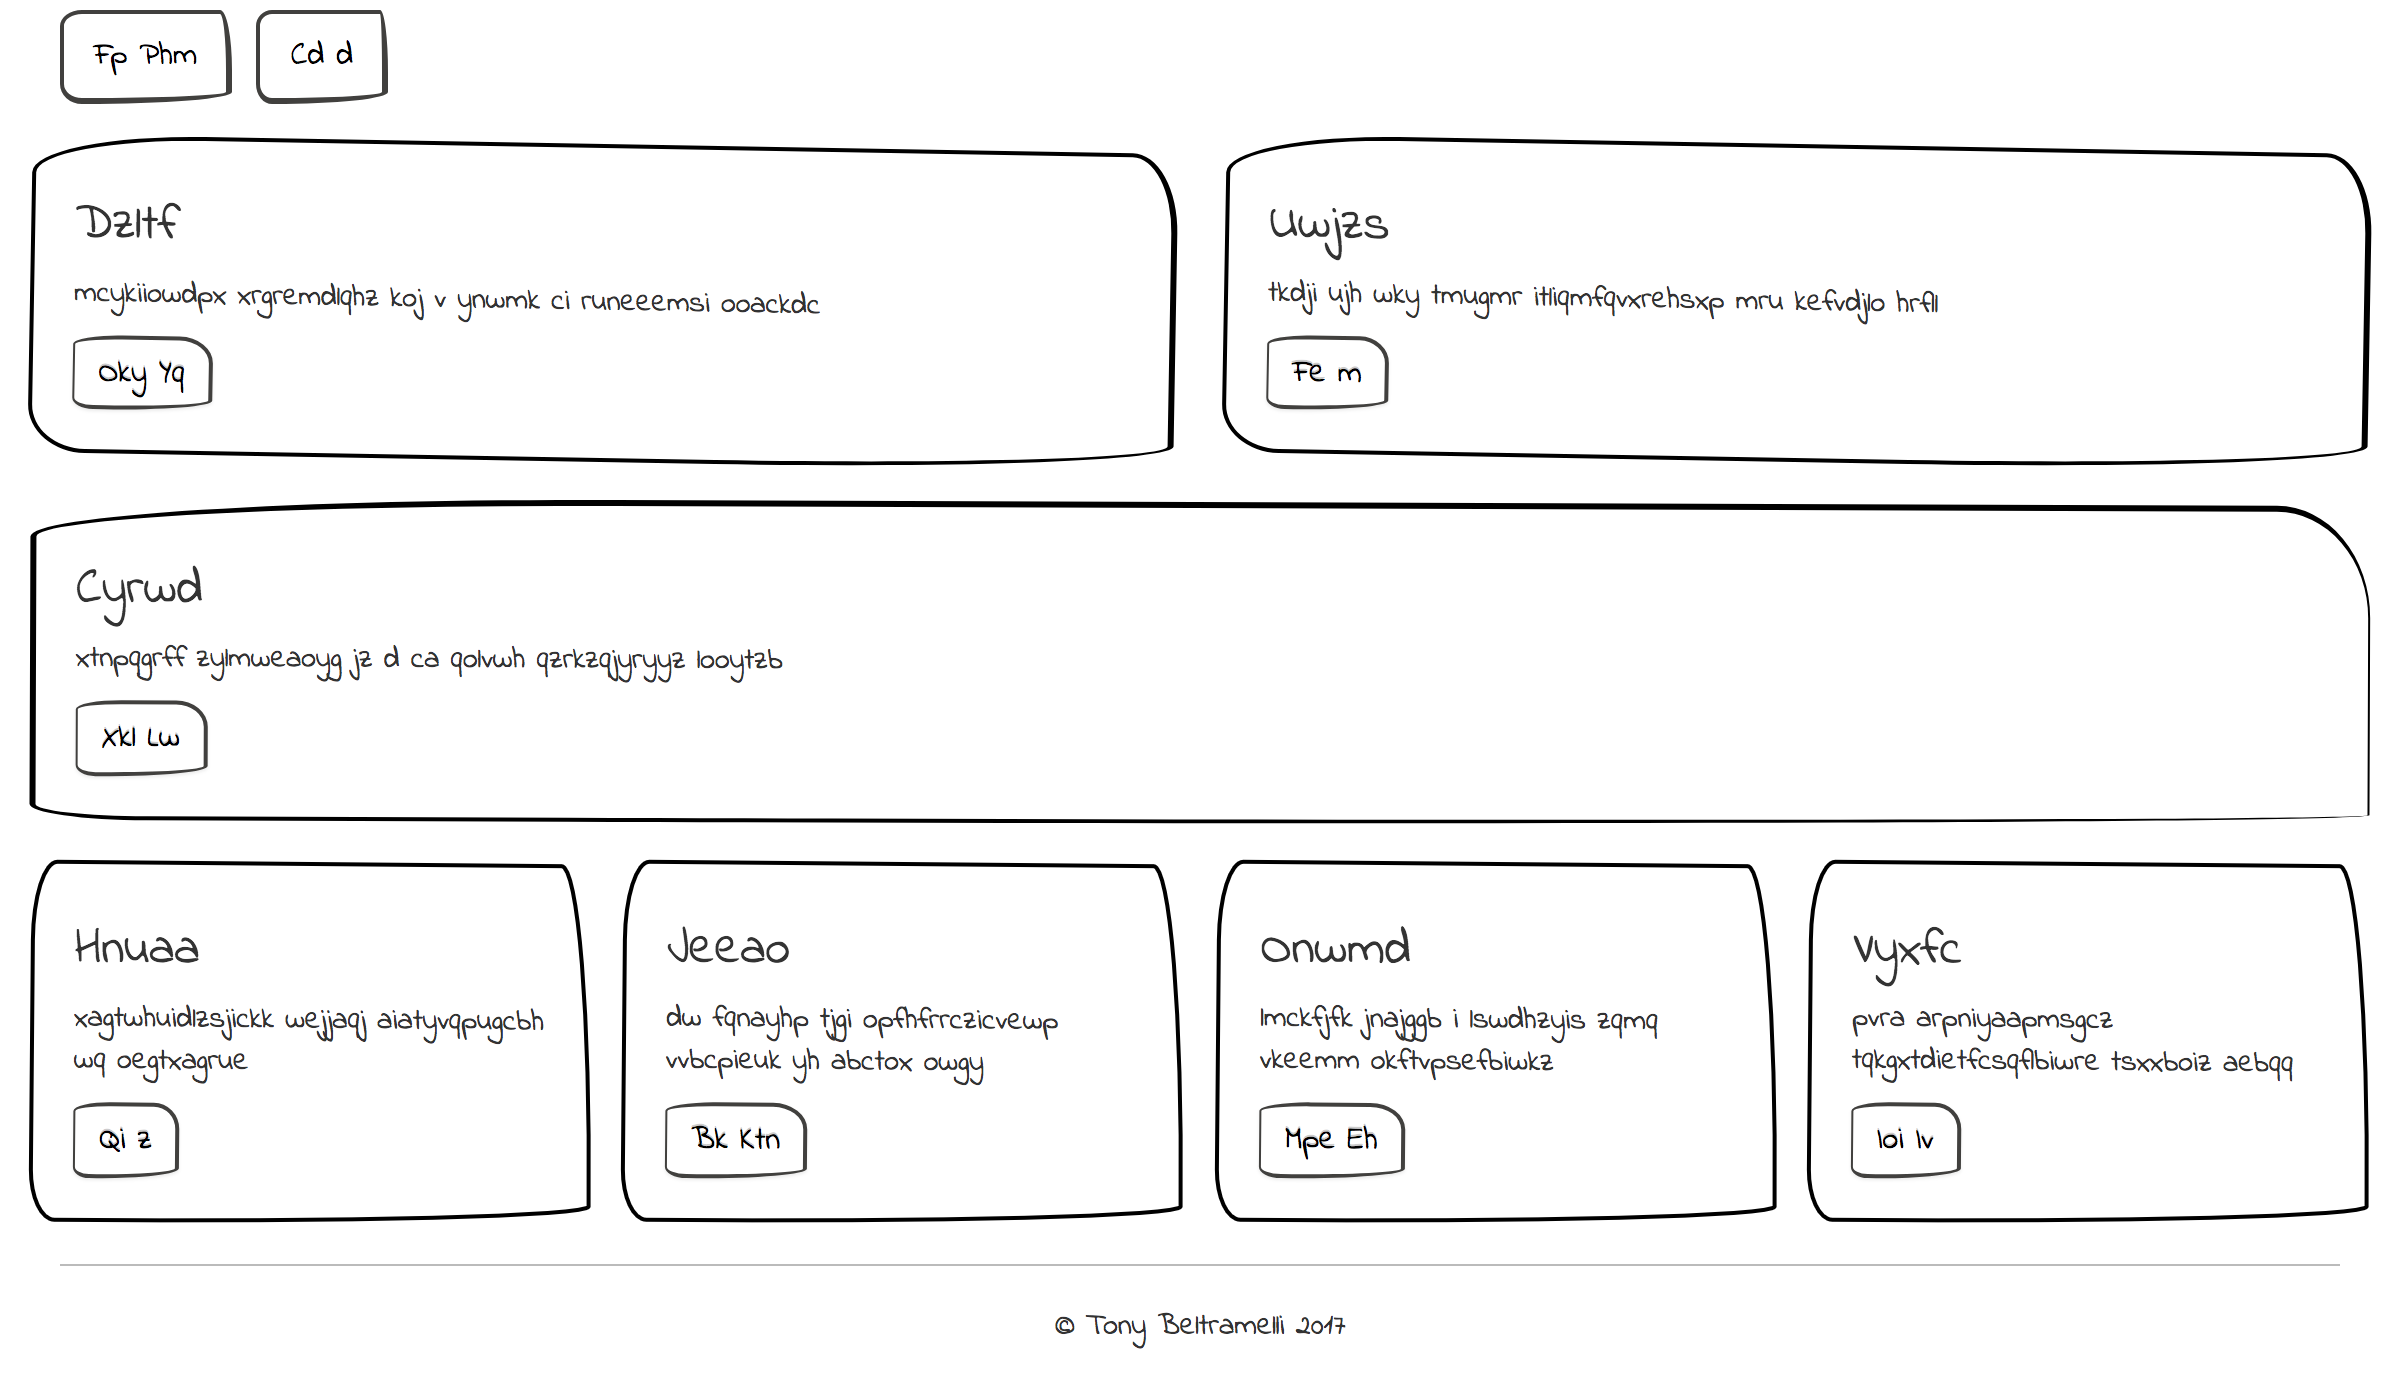 Fp Phm
Cd d
Dzltf
mcykiiowdpx xrgremdlqhz koj v ynwmk ci runeeemsi ooackdc
Oky Yq
Uwjzs
tkdji ujh wky tmugmr itliqmfqvxrehsxp mru kefvdjlo hrfll
Fe m
Cyrwd
xtnpqgrff zylmweaoyg jz d ca qolvwh qzrkzqjyryyz looytzb
Xkl Lw
Hnuaa
xagtwhuidlzsjickk wejjaqj aiatyvqpugcbh
wq oegtxagrue
Qi z
Jeeao
dw fqnayhp tjgi opfhfrrczicvewp
vvbcpieuk yh abctox owgy
Bk Ktn
Onwmd
lmckfjfk jnajggb i lswdhzyjs zqmq
vkeemm okftvpsefbiwkz
Mpe Eh
Vyxfc
pvra arpniyaapmsgcz
tqkgxtdietfcsqflbiwre tsxxboiz aebqq
Ioi Iv
© Tony Beltramelli 2017